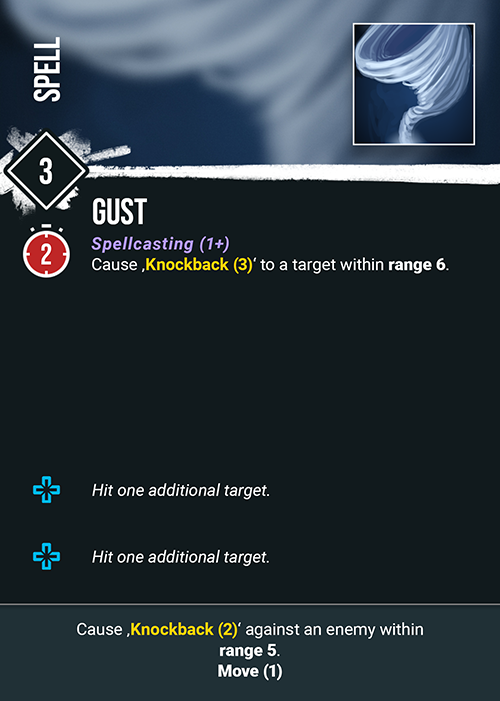 SPELL
3
GUST
2
Spellcasting (1+)
Cause ‚Knockback (3)‘ to a target within range 6.
Hit one additional target.
Hit one additional target.
Cause ‚Knockback (2)‘ against an enemy within
range 5.
Move (1)